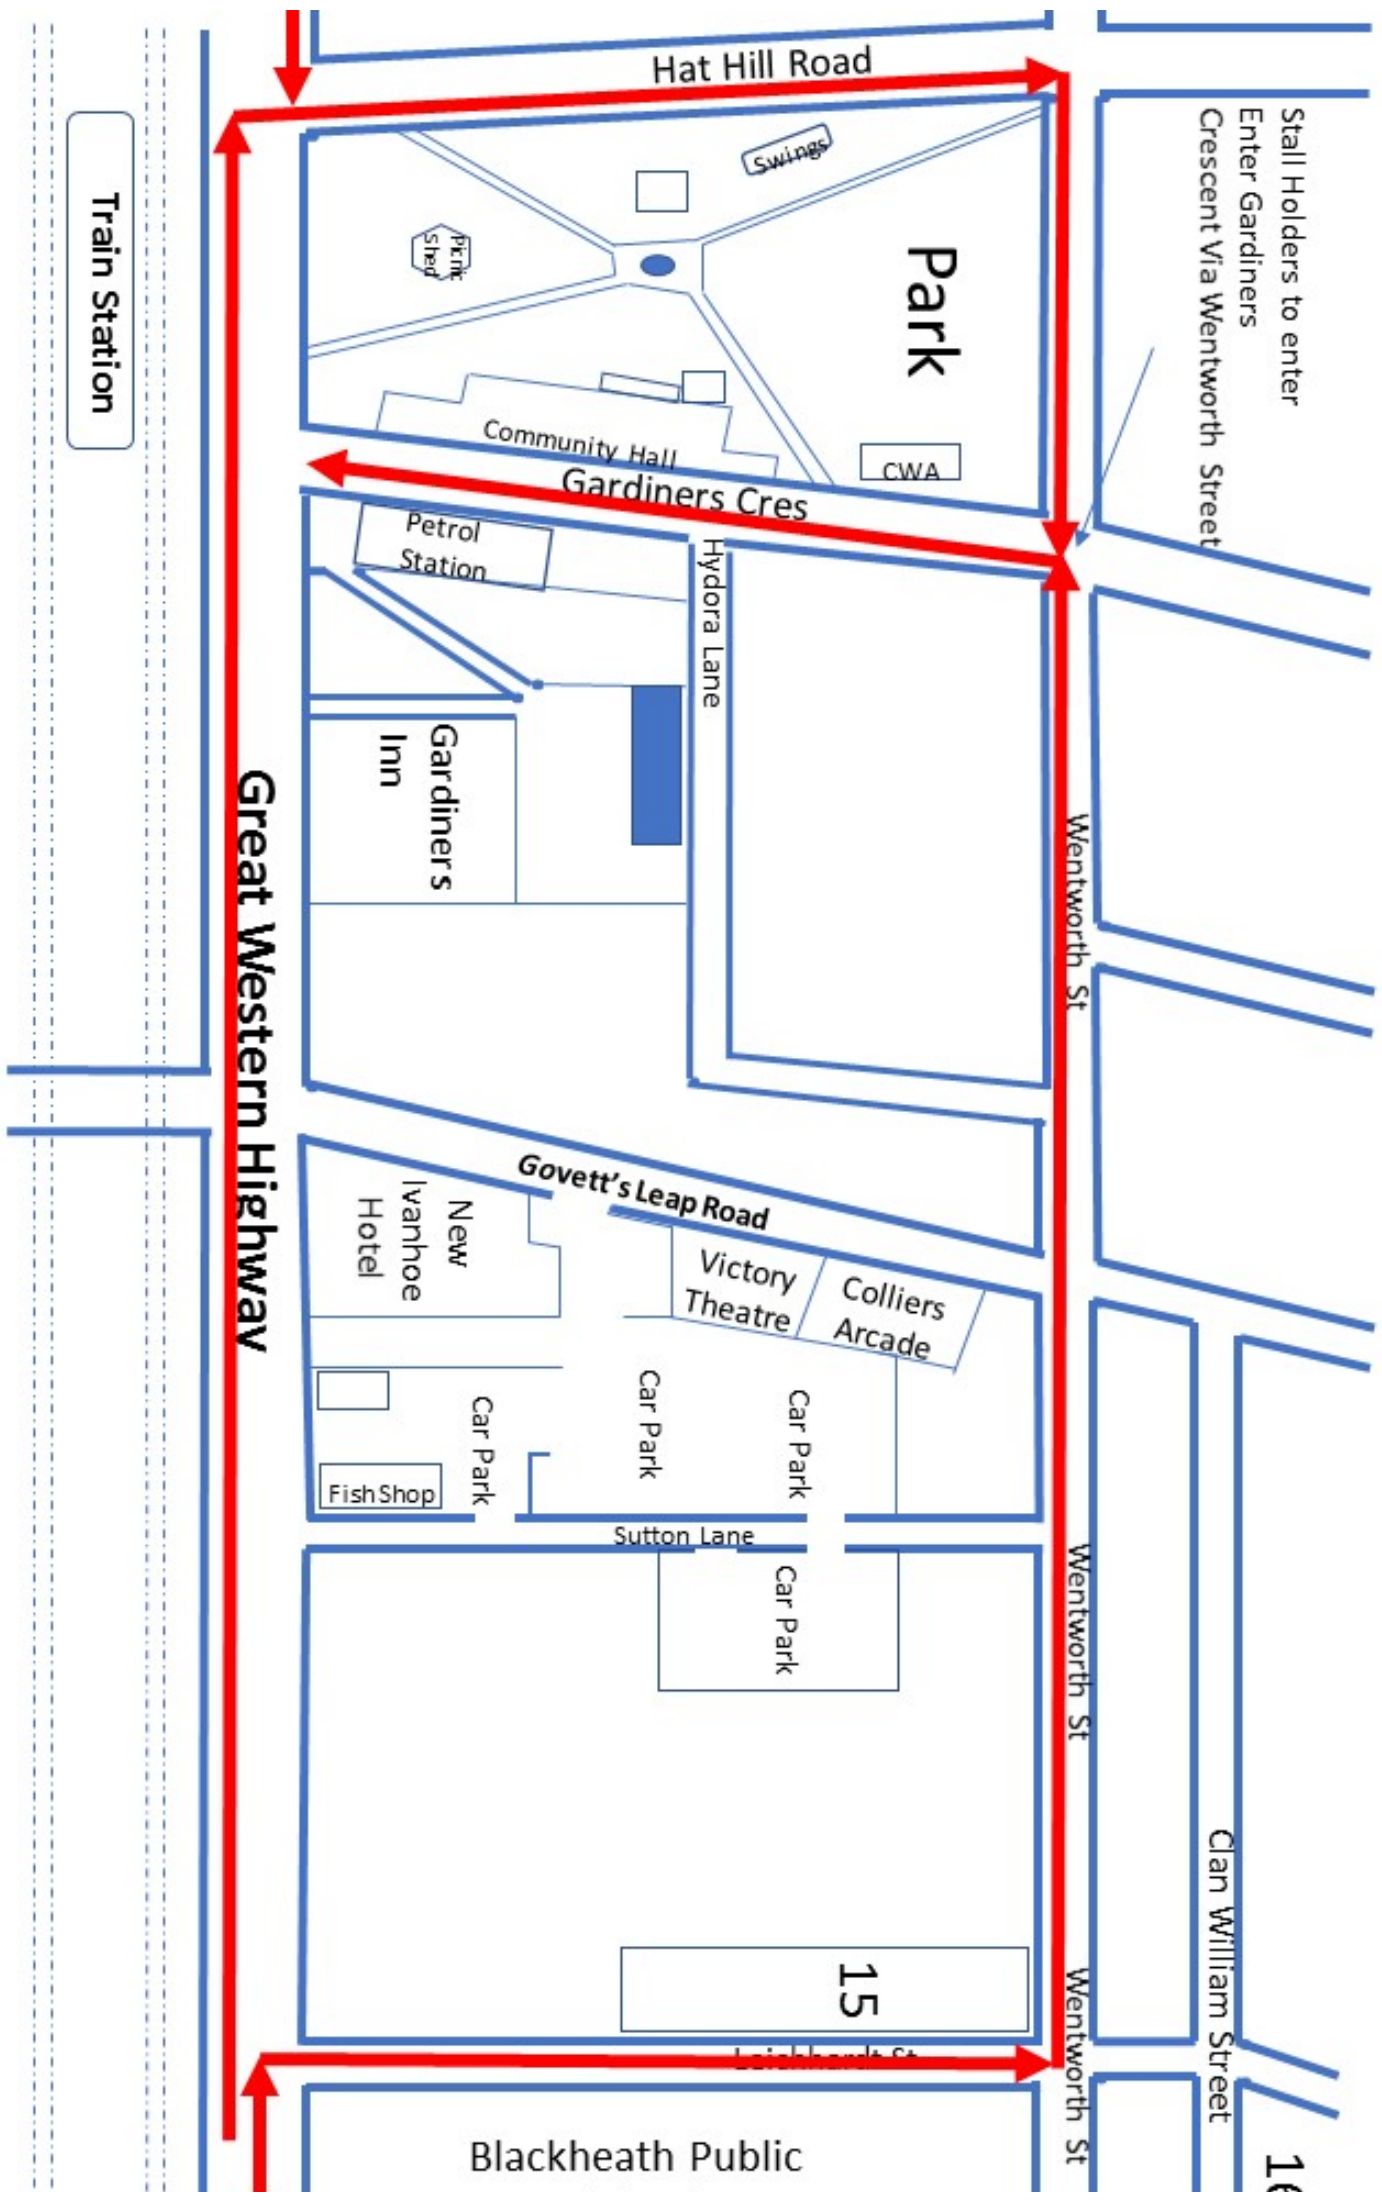 Hat Hill Road
Stall Holders to enter
Enter Gardiners
Crescent Via Wentworth Street
Swings
Train Station
Picnic
Shed
Park
Community Hall
CWA
Gardiners Cres
Petrol
Station
Hydora Lane
Gardiners
Inn
Great Western Highway
Wentworth St
Govett's Leap Road
New
Ivanhoe
Hotel
Victory
Theatre
Colliers
Arcade
Car Park
Car Park
Car Park
Fish Shop
Sutton Lane
Car Park
Wentworth St
Clan William Street
15
Leichhardt St
Wentworth St
Blackheath Public